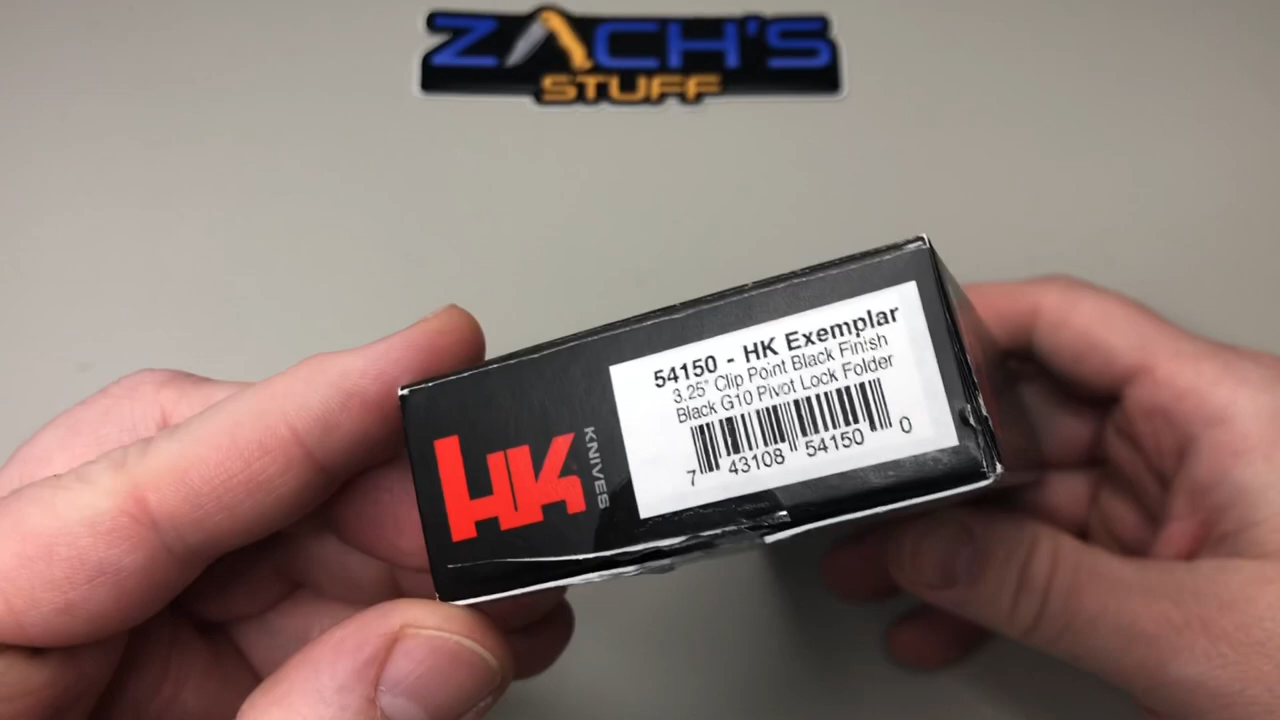 ZACH'S
STUFF
HK
KNIVES
54150 - HK Exemplar
3.25" Clip Point Black Finish
Black G10 Pivot Lock Folder
7 43108 54150 0